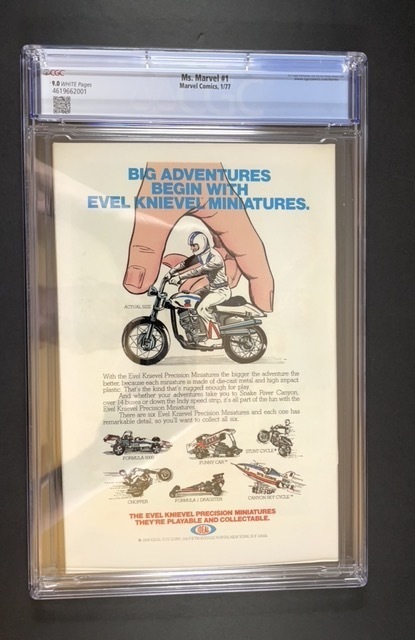 CGC
9.0 WHITE Pages
4619662001
Ms. Marvel #1
Marvel Comics, 1/77
BIG ADVENTURES
BEGIN WITH
EVEL KNIEVEL MINIATURES.
ACTUAL SIZE
With the Evel Knievel Precision Miniatures the bigger the adventure the
better, because each miniature is made of die-cast metal and high impact
plastic. That's the kind that's rugged enough for play.
And whether your adventures take you to Snake River Canyon,
over 14 buses or down the Indy speed strip, it's all part of the fun with the
Evel Knievel Precision Miniatures.
There are six Evel Knievel Precision Miniatures and each one has
remarkable detail, so you'll want to collect all six.
FORMULA 5000
FUNNY CAR™
STUNT CYCLE™
CHOPPER
FORMULA 1 DRAGSTER
CANYON SKY CYCLE™
THE EVEL KNIEVEL PRECISION MINIATURES
THEY'RE PLAYABLE AND COLLECTABLE.
IDEAL